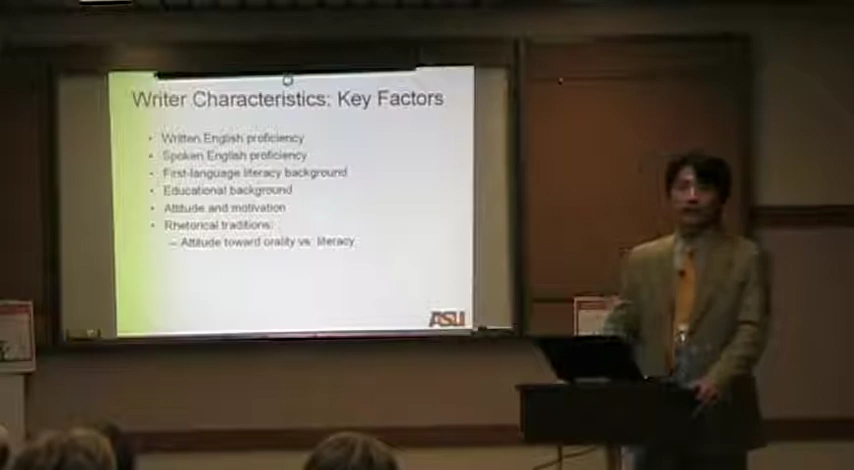 Writer Characteristics: Key Factors
• Written English proficiency
• Spoken English proficiency
• First-language literacy background
• Educational background
• Attitude and motivation
• Rhetorical traditions:
– Attitude toward orality vs. literacy
ASU